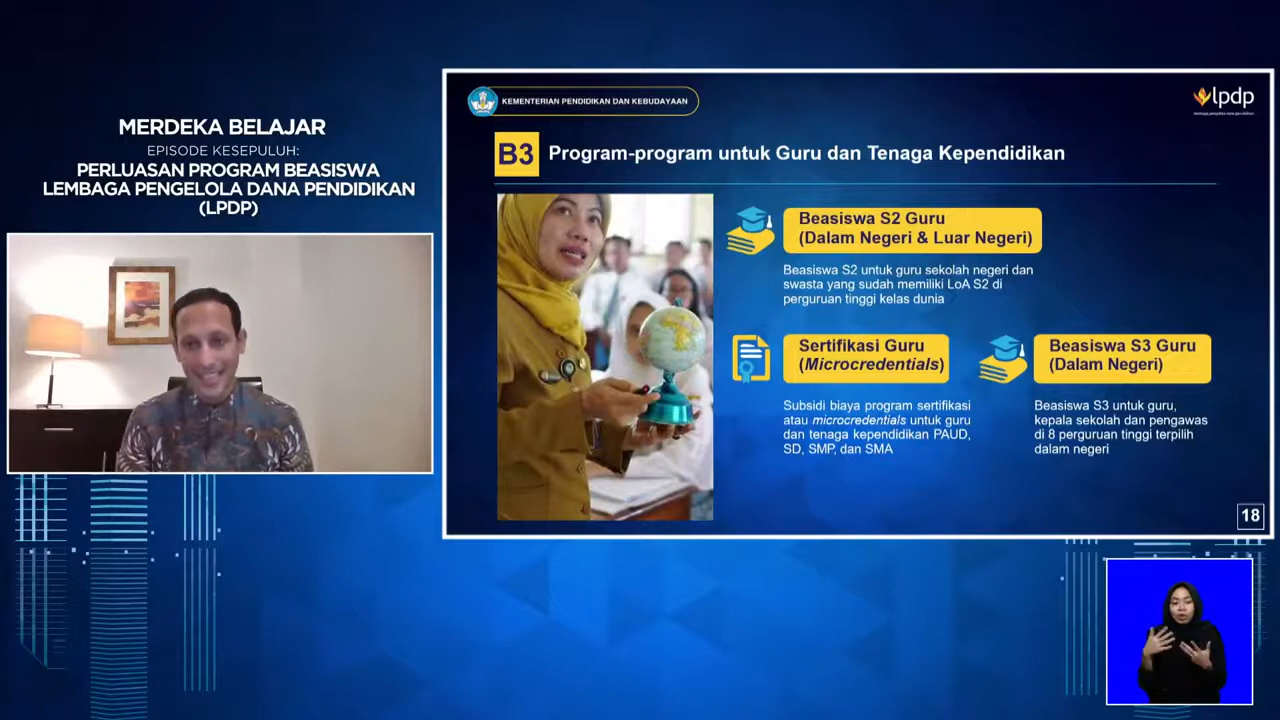 MERDEKA BELAJAR
EPISODE KESEPULUH:
PERLUASAN PROGRAM BEASISWA
LEMBAGA PENGELOLA DANA PENDIDIKAN
(LPDP)
KEMENTERIAN PENDIDIKAN DAN KEBUDAYAAN
lpdp
lembaga pengelola dana pendidikan
B3
Program-program untuk Guru dan Tenaga Kependidikan
Beasiswa S2 Guru
(Dalam Negeri & Luar Negeri)
Beasiswa S2 untuk guru sekolah negeri dan
swasta yang sudah memiliki LoA S2 di
perguruan tinggi kelas dunia
Sertifikasi Guru
(Microcredentials)
Subsidi biaya program sertifikasi
atau microcredentials untuk guru
dan tenaga kependidikan PAUD,
SD, SMP, dan SMA
Beasiswa S3 Guru
(Dalam Negeri)
Beasiswa S3 untuk guru,
kepala sekolah dan pengawas
di 8 perguruan tinggi terpilih
dalam negeri
18